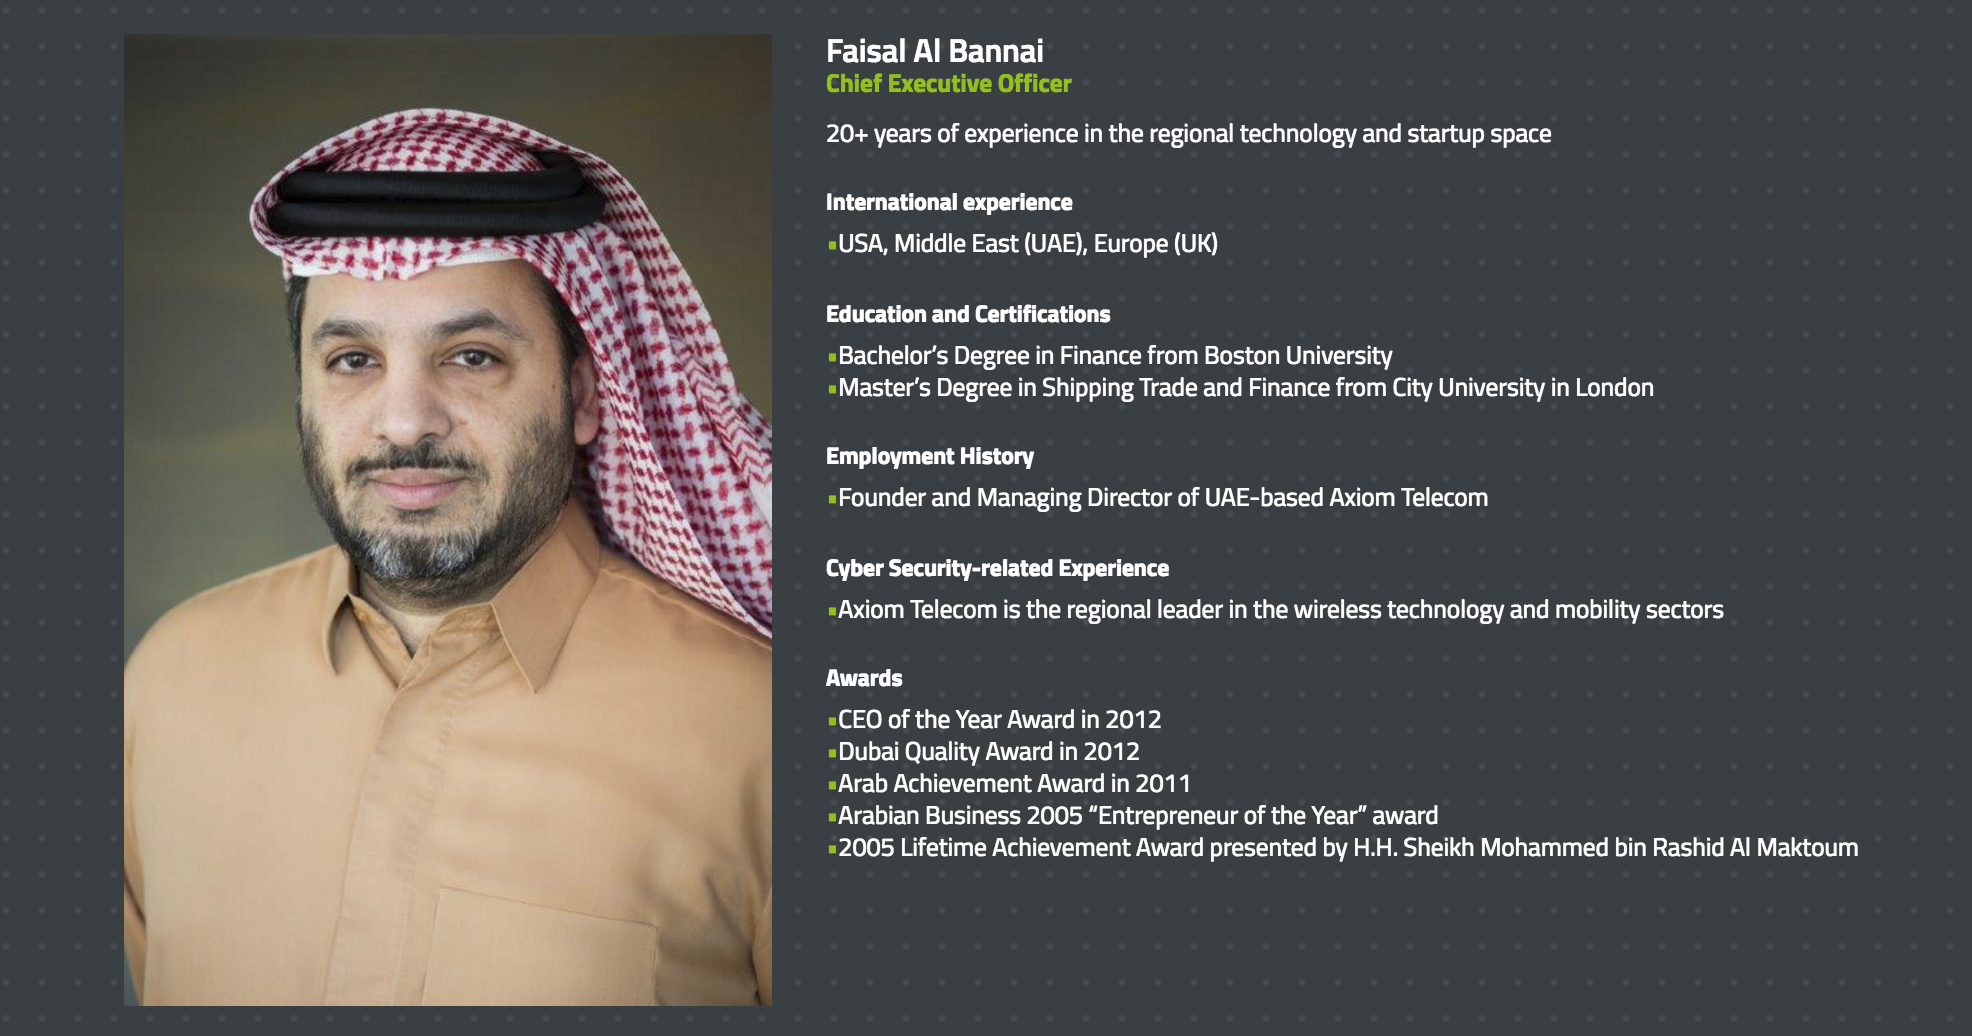 Faisal Al Bannai
Chief Executive Officer
20+ years of experience in the regional technology and startup space
International experience
▪USA, Middle East (UAE), Europe (UK)
Education and Certifications
▪Bachelor’s Degree in Finance from Boston University
▪Master’s Degree in Shipping Trade and Finance from City University in London
Employment History
▪Founder and Managing Director of UAE-based Axiom Telecom
Cyber Security-related Experience
▪Axiom Telecom is the regional leader in the wireless technology and mobility sectors
Awards
▪CEO of the Year Award in 2012
▪Dubai Quality Award in 2012
▪Arab Achievement Award in 2011
▪Arabian Business 2005 “Entrepreneur of the Year” award
▪2005 Lifetime Achievement Award presented by H.H. Sheikh Mohammed bin Rashid Al Maktoum